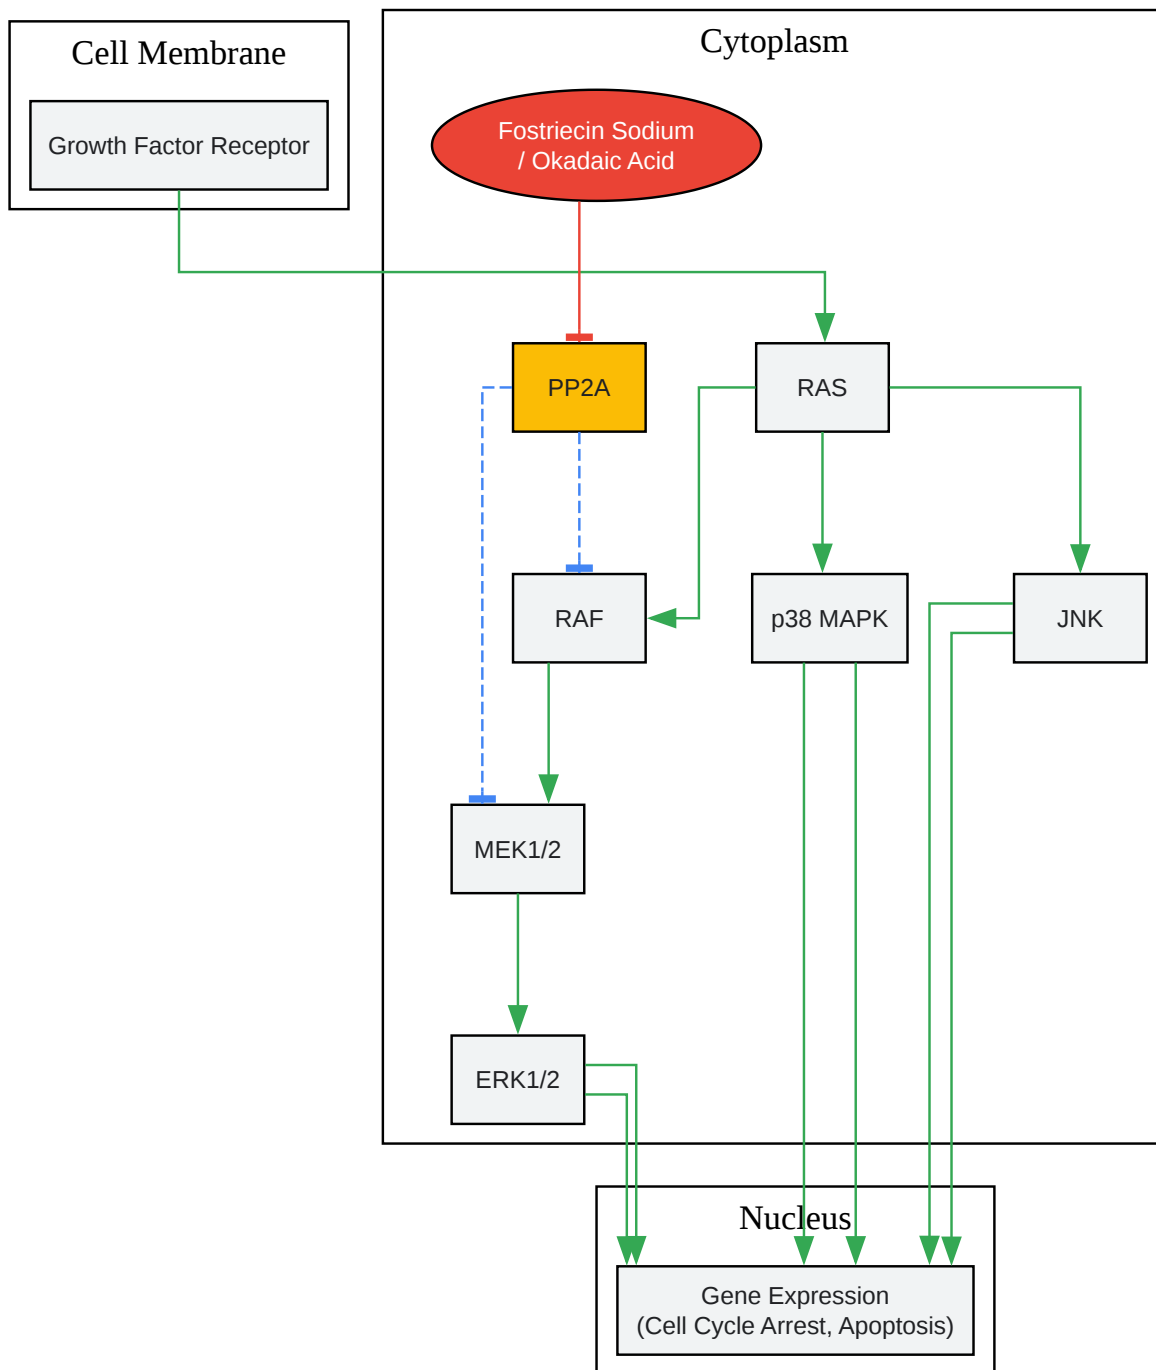 Cell Membrane
Growth Factor Receptor
Cytoplasm
Fostriecin Sodium
/ Okadaic Acid
PP2A
RAS
RAF
p38 MAPK
JNK
MEK1/2
ERK1/2
Nucleus
Gene Expression
(Cell Cycle Arrest, Apoptosis)